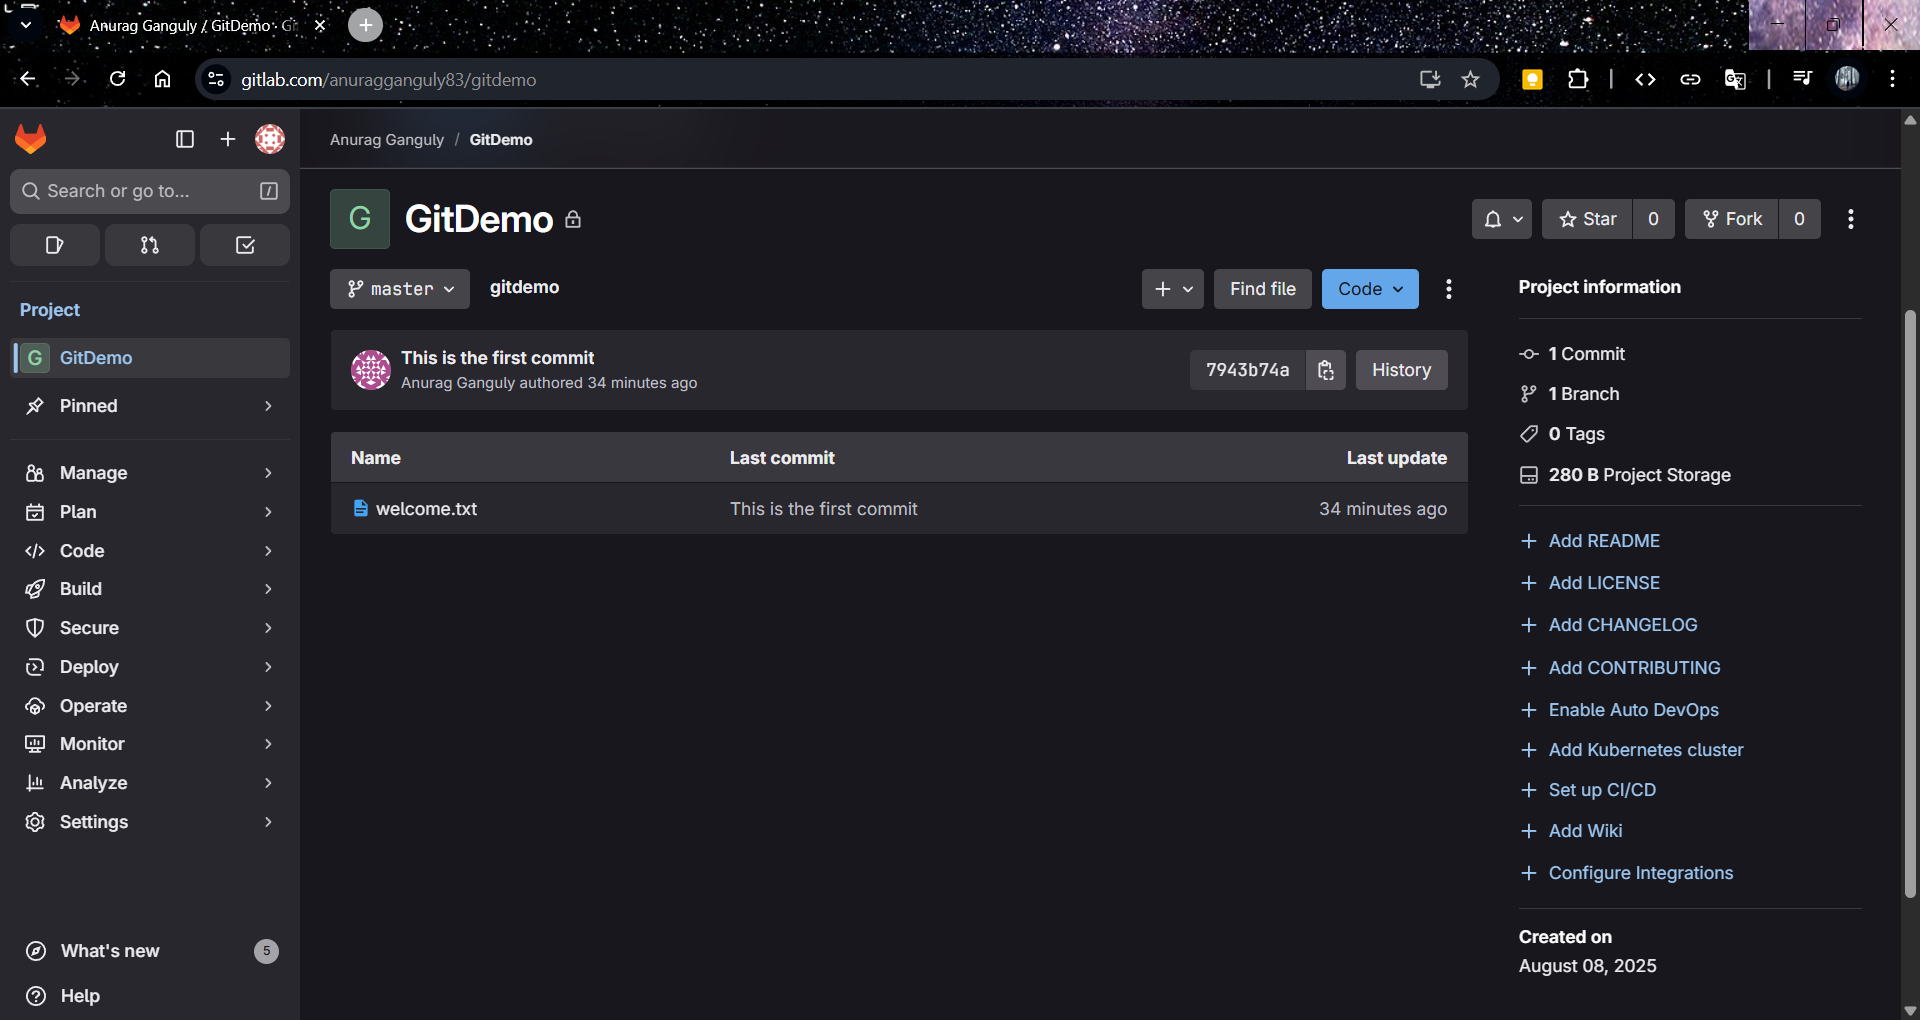 Anurag Ganguly / GitDemo · Gi
gitlab.com/anuragganguly83/gitdemo
Search or go to...
/
Project
G GitDemo
Pinned
Manage
Plan
Code
Build
Secure
Deploy
Operate
Monitor
Analyze
Settings
What's new 5
Help
Anurag Ganguly / GitDemo
G GitDemo
Star 0 Fork 0
master gitdemo
Find file Code
This is the first commit
Anurag Ganguly authored 34 minutes ago
7943b74a History
Name Last commit Last update
welcome.txt This is the first commit 34 minutes ago
Project information
1 Commit
1 Branch
0 Tags
280 B Project Storage
Add README
Add LICENSE
Add CHANGELOG
Add CONTRIBUTING
Enable Auto DevOps
Add Kubernetes cluster
Set up CI/CD
Add Wiki
Configure Integrations
Created on
August 08, 2025